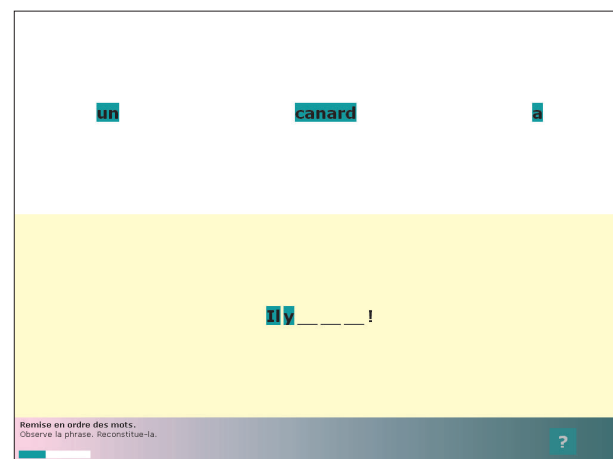 un canard a
Il y __ __ __ !
Remise en ordre des mots.
Observe la phrase. Reconstitue-la.
?